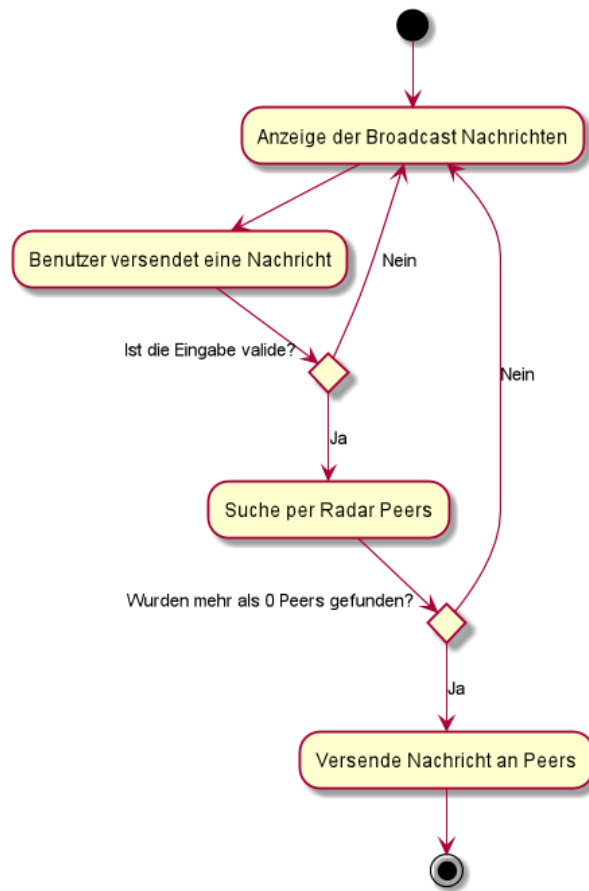 Anzeige der Broadcast Nachrichten
Benutzer versendet eine Nachricht
Nein
Ist die Eingabe valide?
Nein
Ja
Suche per Radar Peers
Wurden mehr als 0 Peers gefunden?
Ja
Versende Nachricht an Peers